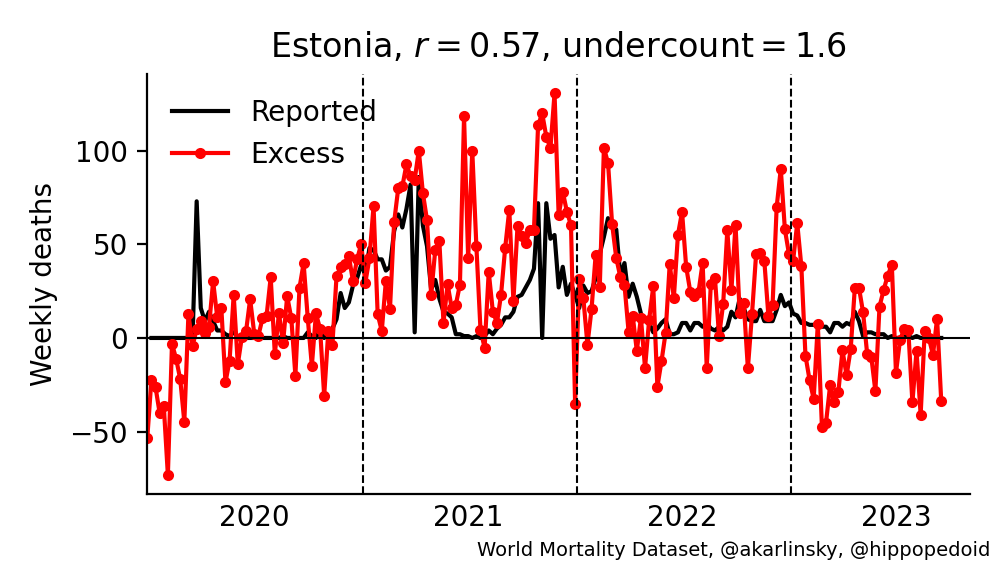 Estonia, r = 0.57, undercount = 1.6
Reported
Excess
Weekly deaths
100
50
0
−50
2020 2021 2022 2023
World Mortality Dataset, @akarlinsky, @hippopedoid